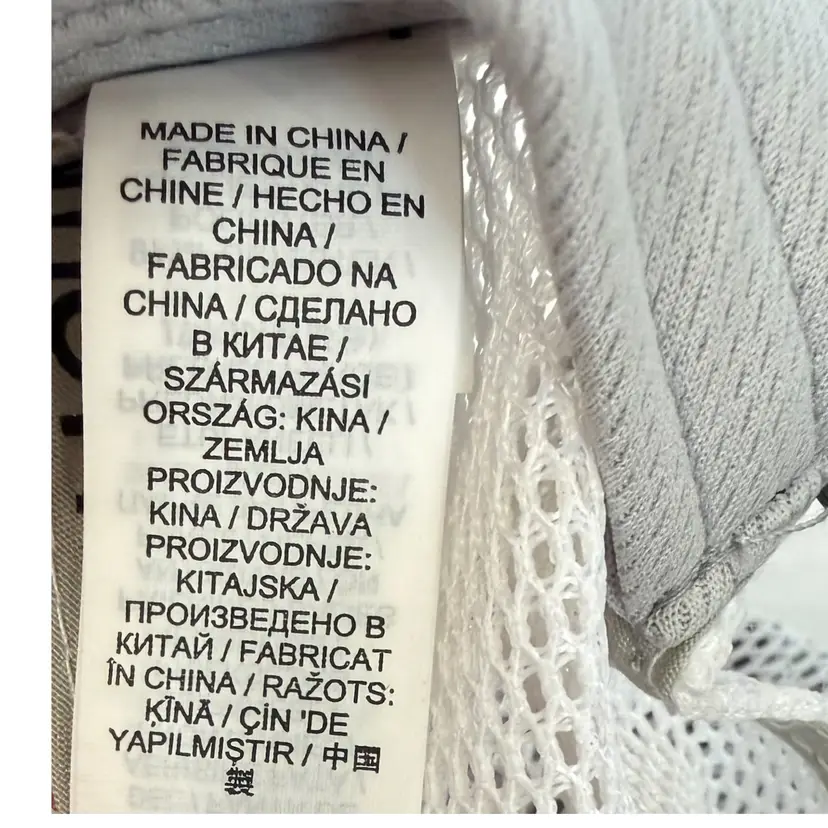 MADE IN CHINA /
FABRIQUE EN
CHINE / HECHO EN
CHINA /
FABRICADO NA
CHINA / СДЕЛАНО
В КИТАЕ /
SZÁRMAZÁSI
ORSZÁG: KINA /
ZEMLJA
PROIZVODNJE:
KINA / DRŽAVA
PROIZVODNJE:
KITAJSKA /
ПРОИЗВЕДЕНО В
КИТАЙ / FABRICAT
ÎN CHINA / RAŽOTS:
ĶĪNĀ / ÇİN 'DE
YAPILMIŞTIR / 中国
製